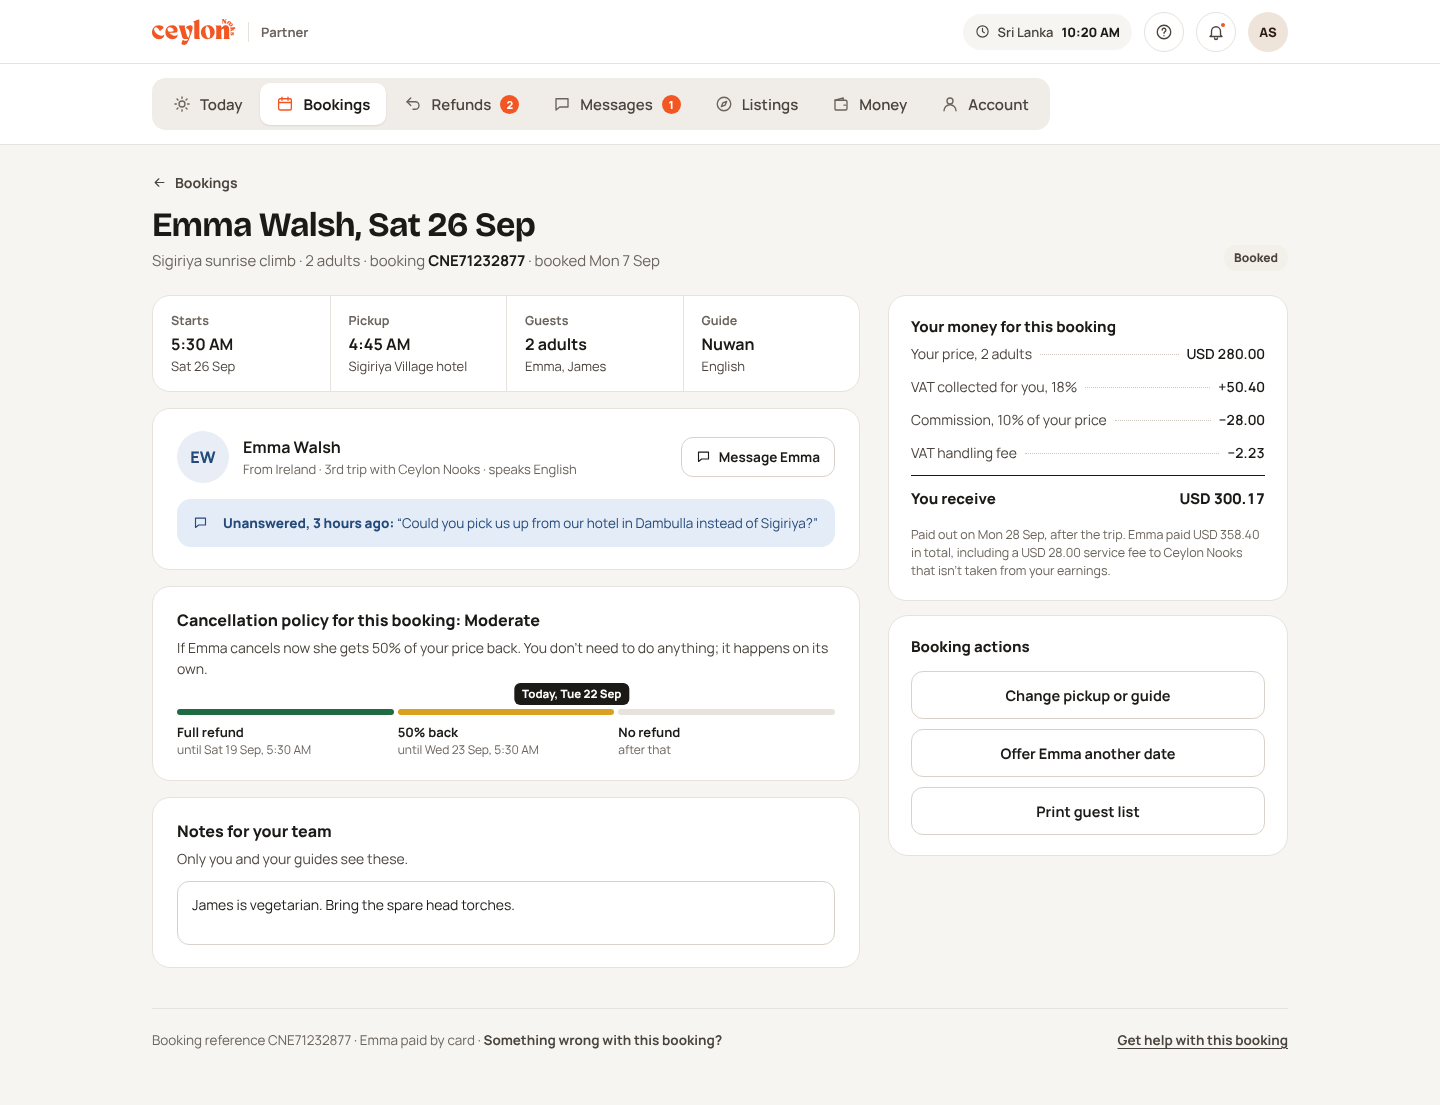 ceylon
Partner
Sri Lanka 10:20 AM
AS
Today
Bookings
Refunds 2
Messages 1
Listings
Money
Account
← Bookings
Emma Walsh, Sat 26 Sep
Sigiriya sunrise climb · 2 adults · booking CNE71232877 · booked Mon 7 Sep
Booked
Starts
5:30 AM
Sat 26 Sep
Pickup
4:45 AM
Sigiriya Village hotel
Guests
2 adults
Emma, James
Guide
Nuwan
English
EW
Emma Walsh
From Ireland · 3rd trip with Ceylon Nooks · speaks English
Message Emma
Unanswered, 3 hours ago: “Could you pick us up from our hotel in Dambulla instead of Sigiriya?”
Cancellation policy for this booking: Moderate
If Emma cancels now she gets 50% of your price back. You don’t need to do anything; it happens on its
own.
Today, Tue 22 Sep
Full refund
until Sat 19 Sep, 5:30 AM
50% back
until Wed 23 Sep, 5:30 AM
No refund
after that
Notes for your team
Only you and your guides see these.
James is vegetarian. Bring the spare head torches.
Your money for this booking
Your price, 2 adults USD 280.00
VAT collected for you, 18% +50.40
Commission, 10% of your price −28.00
VAT handling fee −2.23
You receive USD 300.17
Paid out on Mon 28 Sep, after the trip. Emma paid USD 358.40
in total, including a USD 28.00 service fee to Ceylon Nooks
that isn’t taken from your earnings.
Booking actions
Change pickup or guide
Offer Emma another date
Print guest list
Booking reference CNE71232877 · Emma paid by card · Something wrong with this booking?
Get help with this booking